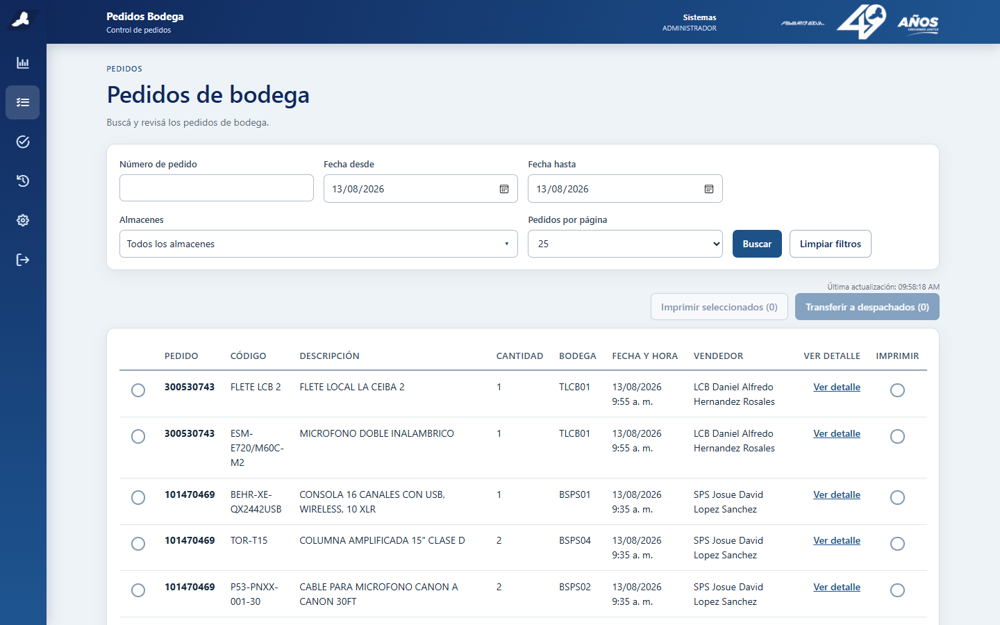 Pedidos Bodega
Control de pedidos
Sistemas
ADMINISTRADOR
49 AÑOS
PEDIDOS
Pedidos de bodega
Buscá y revisá los pedidos de bodega.
Número de pedido
Fecha desde
Fecha hasta
13/08/2026
13/08/2026
Almacenes
Pedidos por página
Todos los almacenes
25
Buscar
Limpiar filtros
Última actualización: 09:58:18 AM
Imprimir seleccionados (0)
Transferir a despachados (0)
PEDIDO CÓDIGO DESCRIPCIÓN CANTIDAD BODEGA FECHA Y HORA VENDEDOR VER DETALLE IMPRIMIR
300530743 FLETE LCB 2 FLETE LOCAL LA CEIBA 2 1 TLCB01 13/08/2026 LCB Daniel Alfredo Ver detalle
9:55 a. m. Hernandez Rosales
300530743 ESM- MICROFONO DOBLE INALAMBRICO 1 TLCB01 13/08/2026 LCB Daniel Alfredo Ver detalle
E720/M60C- 9:55 a. m. Hernandez Rosales
M2
101470469 BEHR-XE- CONSOLA 16 CANALES CON USB, 1 BSPS01 13/08/2026 SPS Josue David Ver detalle
QX2442USB WIRELESS, 10 XLR 9:35 a. m. Lopez Sanchez
101470469 TOR-T15 COLUMNA AMPLIFICADA 15" CLASE D 2 BSPS04 13/08/2026 SPS Josue David Ver detalle
9:35 a. m. Lopez Sanchez
101470469 P53-PNXX- CABLE PARA MICROFONO CANON A 2 BSPS02 13/08/2026 SPS Josue David Ver detalle
001-30 CANON 30FT 9:35 a. m. Lopez Sanchez